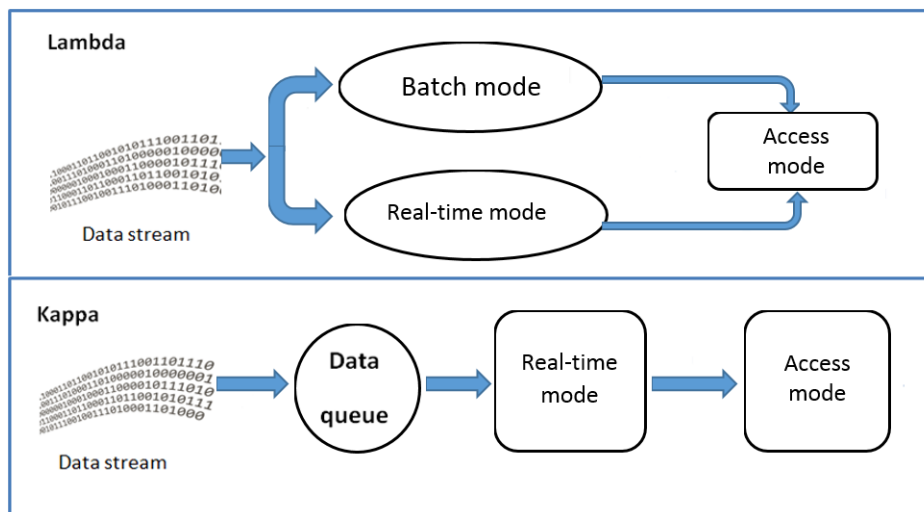 Lambda
Batch mode
Access
mode
Real-time mode
Data stream
Kappa
Data
queue
Real-time
mode
Access
mode
Data stream